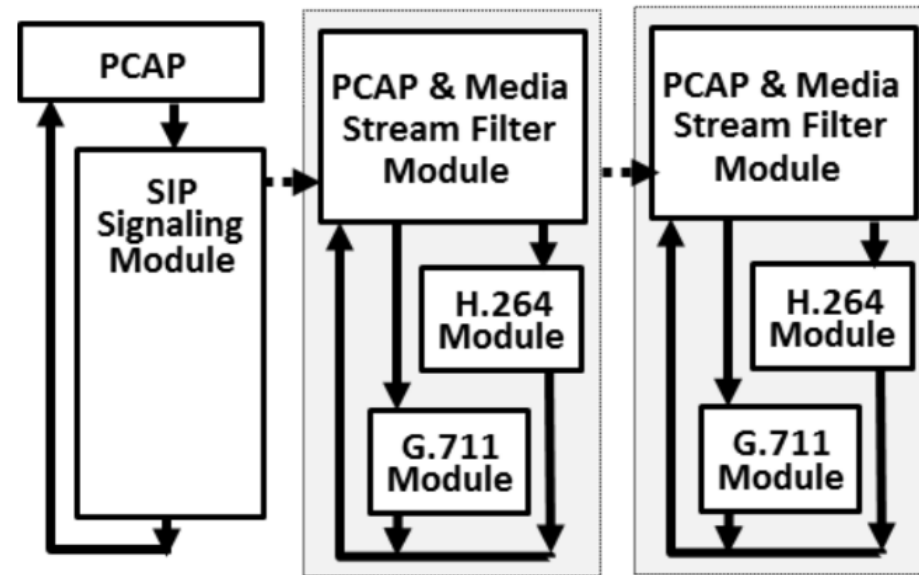 PCAP
SIP
Signaling
Module
PCAP & Media
Stream Filter
Module
H.264
Module
G.711
Module
PCAP & Media
Stream Filter
Module
H.264
Module
G.711
Module